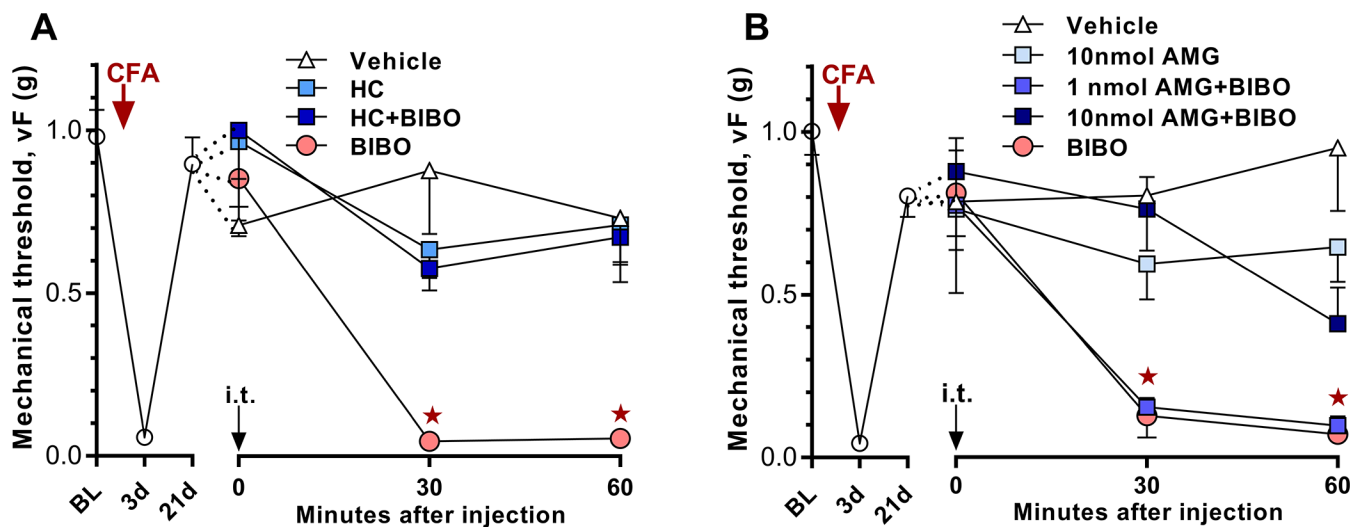 A
CFA
Vehicle
HC
HC+BIBO
BIBO
Mechanical threshold, vF (g)
1.0
0.5
0.0
i.t.
BL
3d
21d
0
30
60
Minutes after injection
B
CFA
Vehicle
10nmol AMG
1 nmol AMG+BIBO
10nmol AMG+BIBO
BIBO
Mechanical threshold, vF (g)
1.0
0.5
0.0
i.t.
BL
3d
21d
0
30
60
Minutes after injection